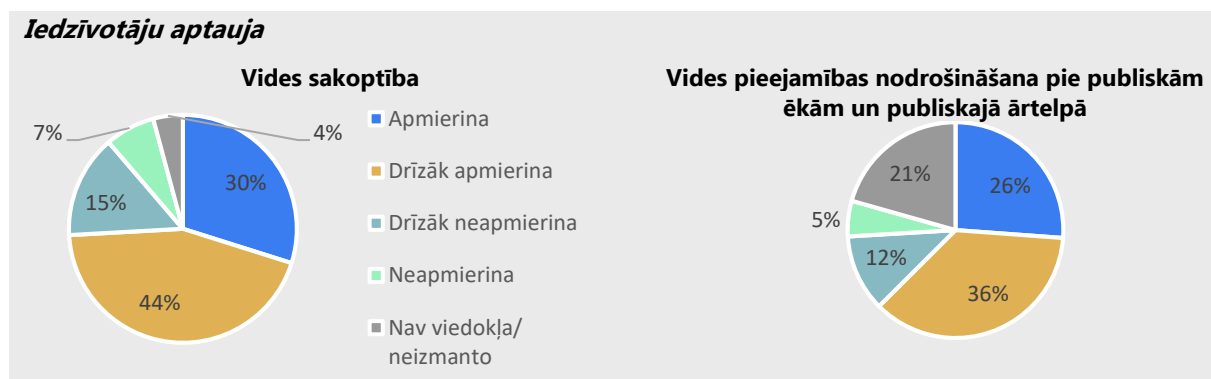 Iedzīvotāju aptauja
Vides sakoptība
7%
4%
30%
15%
44%
Apmierina
Drīzāk apmierina
Drīzāk neapmierina
Neapmierina
Nav viedokļa/
neizmanto
Vides pieejamības nodrošināšana pie publiskām
ēkām un publiskajā ārtelpā
21%
26%
5%
12%
36%